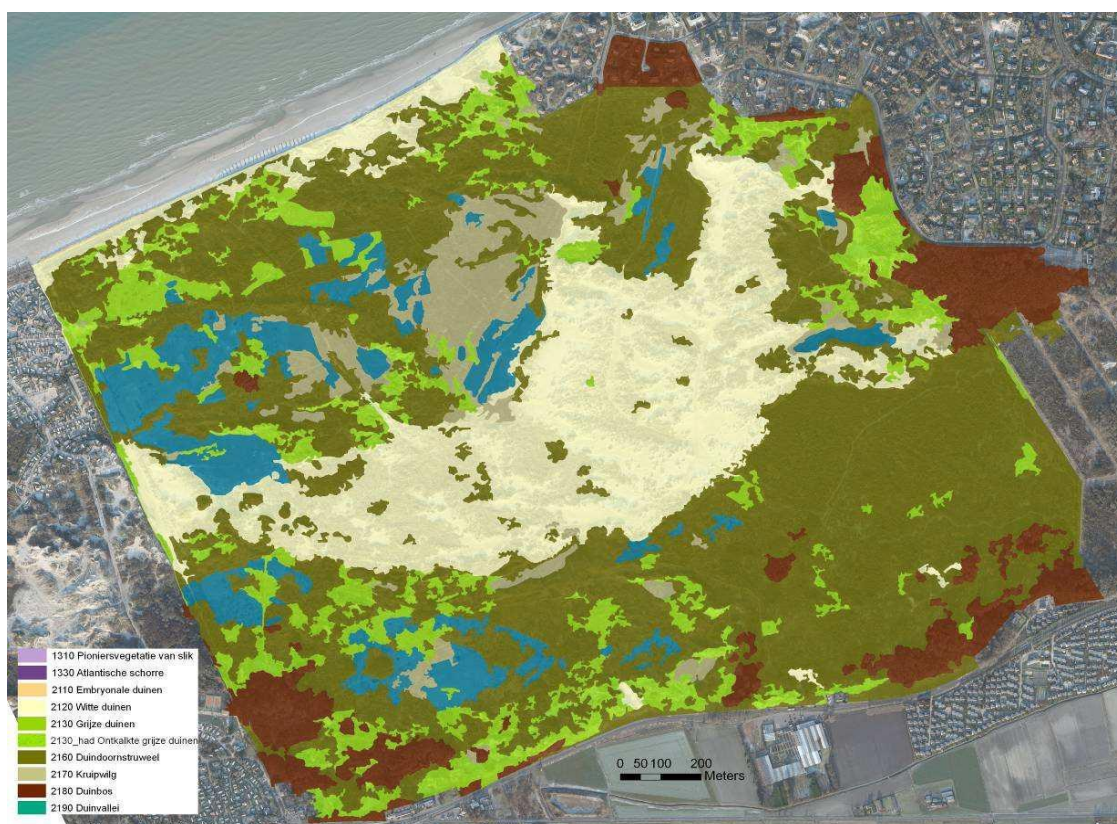 1310 Pioniersvegetatie van slik
1330 Atlantische schorre
2110 Embryonale duinen
2120 Witte duinen
2130 Grijze duinen
2130_had Ontkalkte grijze duinen
2160 Duindoornstruweel
2170 Kruipwilg
2180 Duinbos
2190 Duinvallei
0 50 100 200
Meters